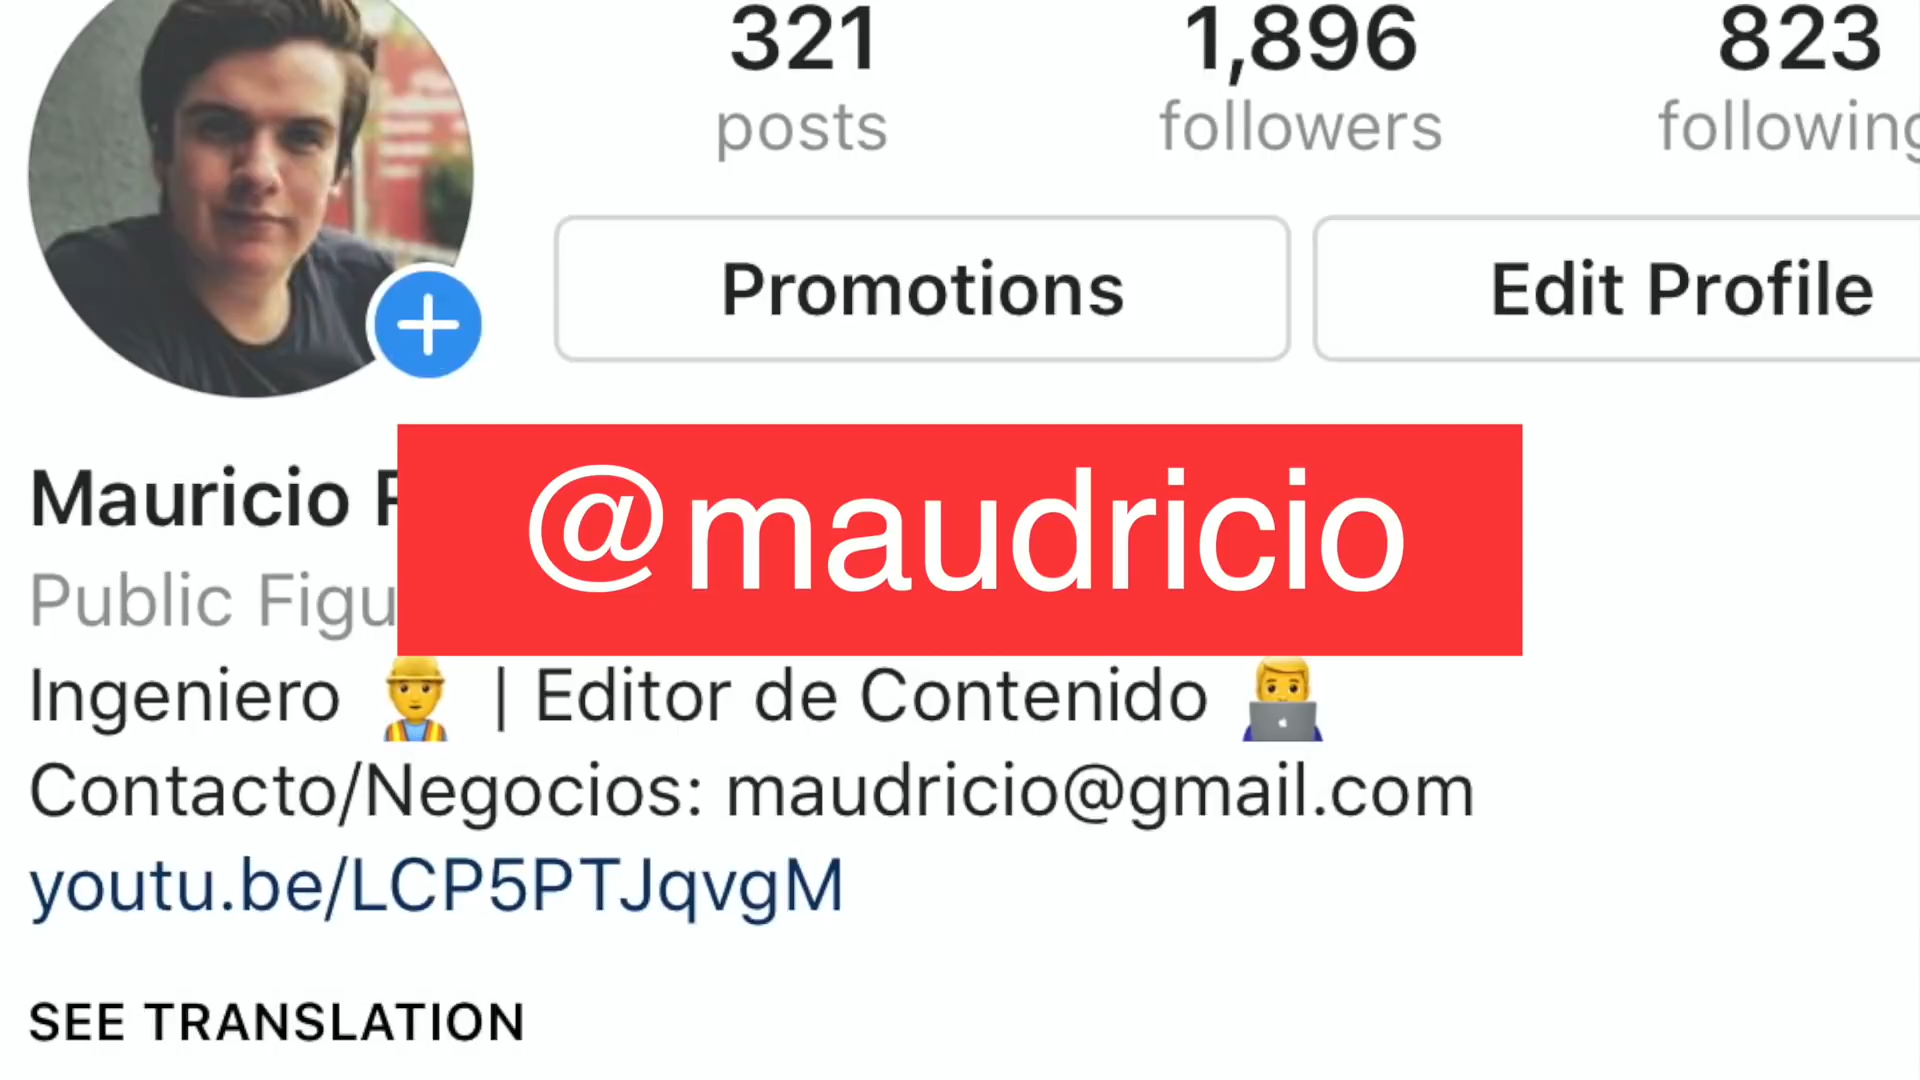 321 1,896 823
posts followers following
Promotions Edit Profile
Mauricio
@maudricio
Public
Ingeniero | Editor de Contenido
Contacto/Negocios: maudricio@gmail.com
youtu.be/LCP5PTJqvgM
SEE TRANSLATION